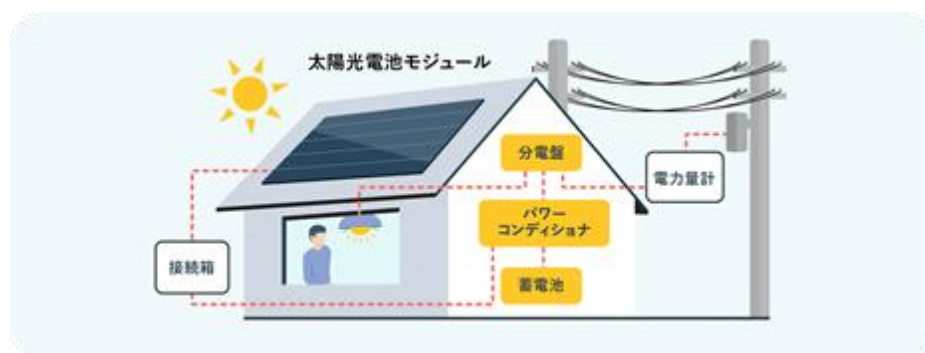 太陽光電池モジュール
分電盤
電力量計
パワー
コンディショナ
接続箱
蓄電池